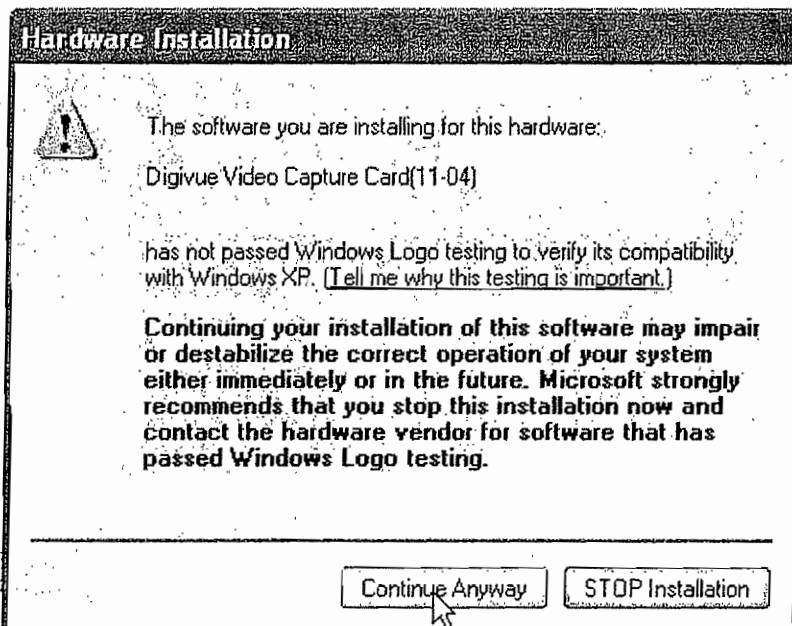 Hardware Installation
The software you are installing for this hardware:
Digivue Video Capture Card(11-04)
has not passed Windows Logo testing to verify its compatibility
with Windows XP. (Tell me why this testing is important.)
Continuing your installation of this software may impair
or destabilize the correct operation of your system
either immediately or in the future. Microsoft strongly
recommends that you stop this installation now and
contact the hardware vendor for software that has
passed Windows Logo testing.
Continue Anyway
STOP Installation